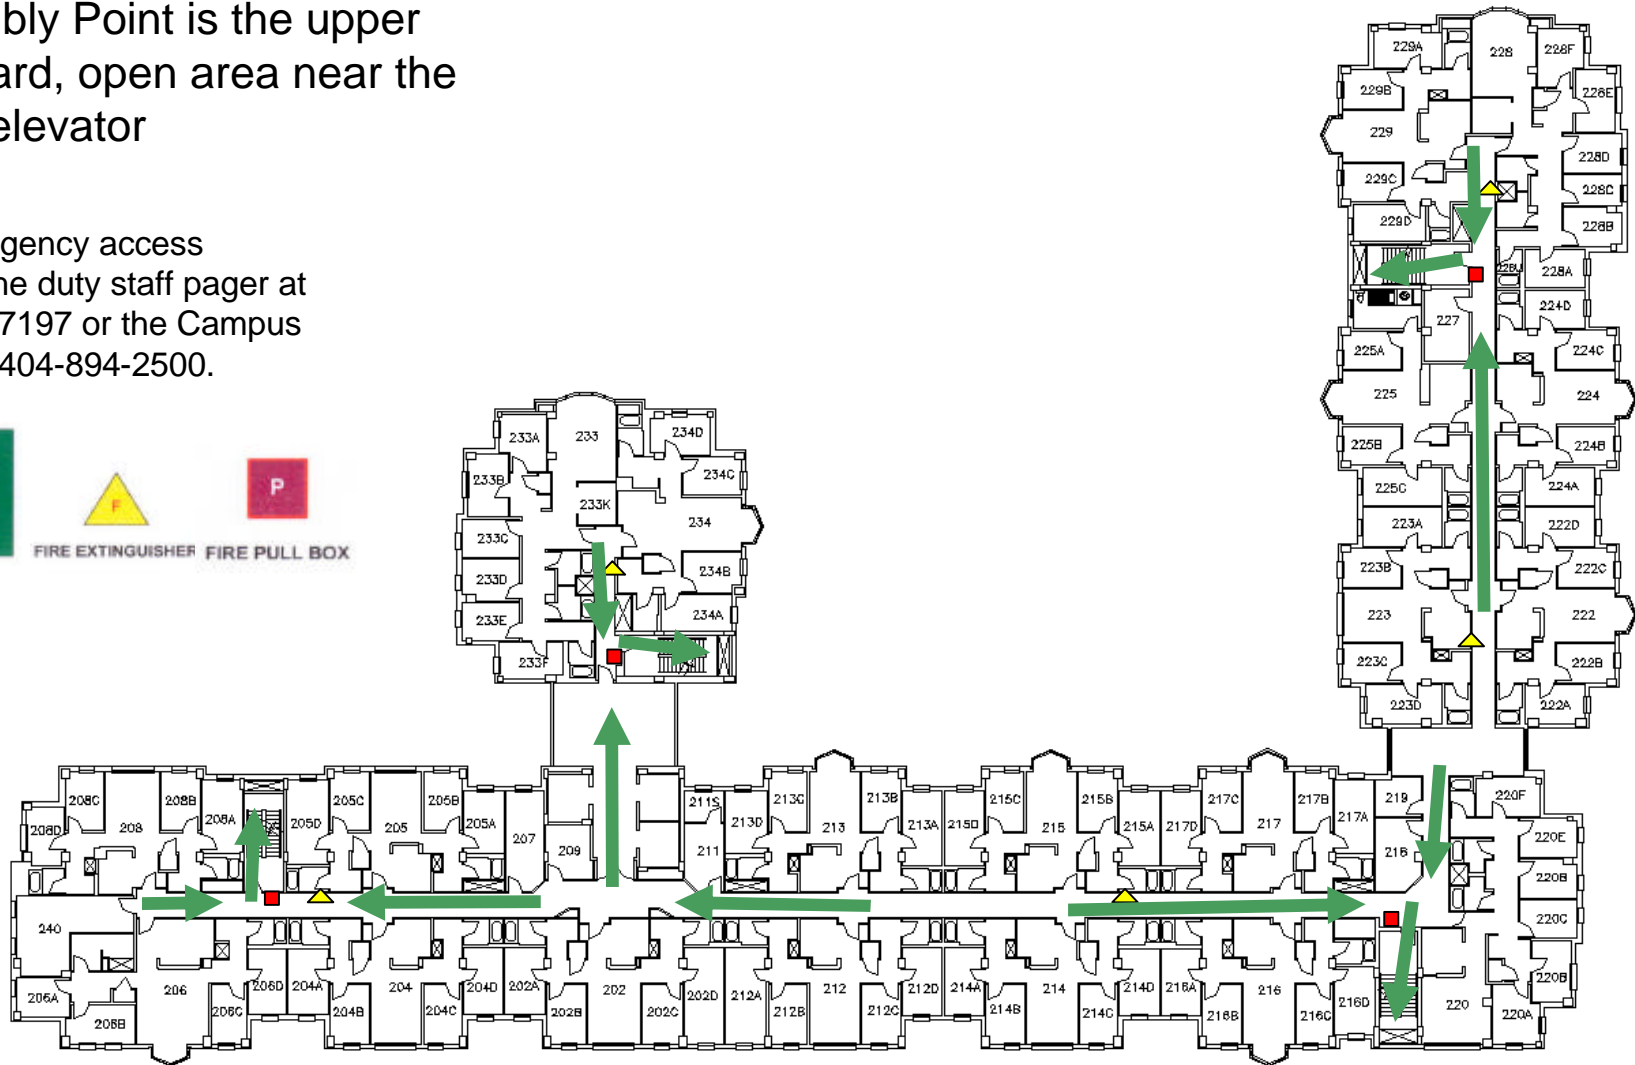 bly Point is the upper
ard, open area near the
elevator
gency access
ne duty staff pager at
7197 or the Campus
404-894-2500.
F
P
FIRE EXTINGUISHER FIRE PULL BOX
229A
228
228F
229B
228E
229
228D
229C
228C
229D
228B
228A
224D
227
225A
224C
225
224
225B
224B
225C
224A
223A
222D
223B
222C
223
222
223C
222B
223D
222A
233A
233
234D
233B
234C
233K
234
233C
233D
234B
233E
234A
233F
208C
208B
205C
205B
211S
213C
213B
215C
215B
217C
217B
219
220F
208D
208
208A
205D
205
205A
207
209
211
213D
213
213A
215D
215
215A
217D
217
217A
218
220E
220B
220C
240
206A
206B
206
206C
206D
204A
204B
204
204C
204D
202A
202B
202
202C
202D
212A
212B
212
212C
212D
214A
214B
214
214C
214D
216A
216B
216
216C
216D
220
220A
220B